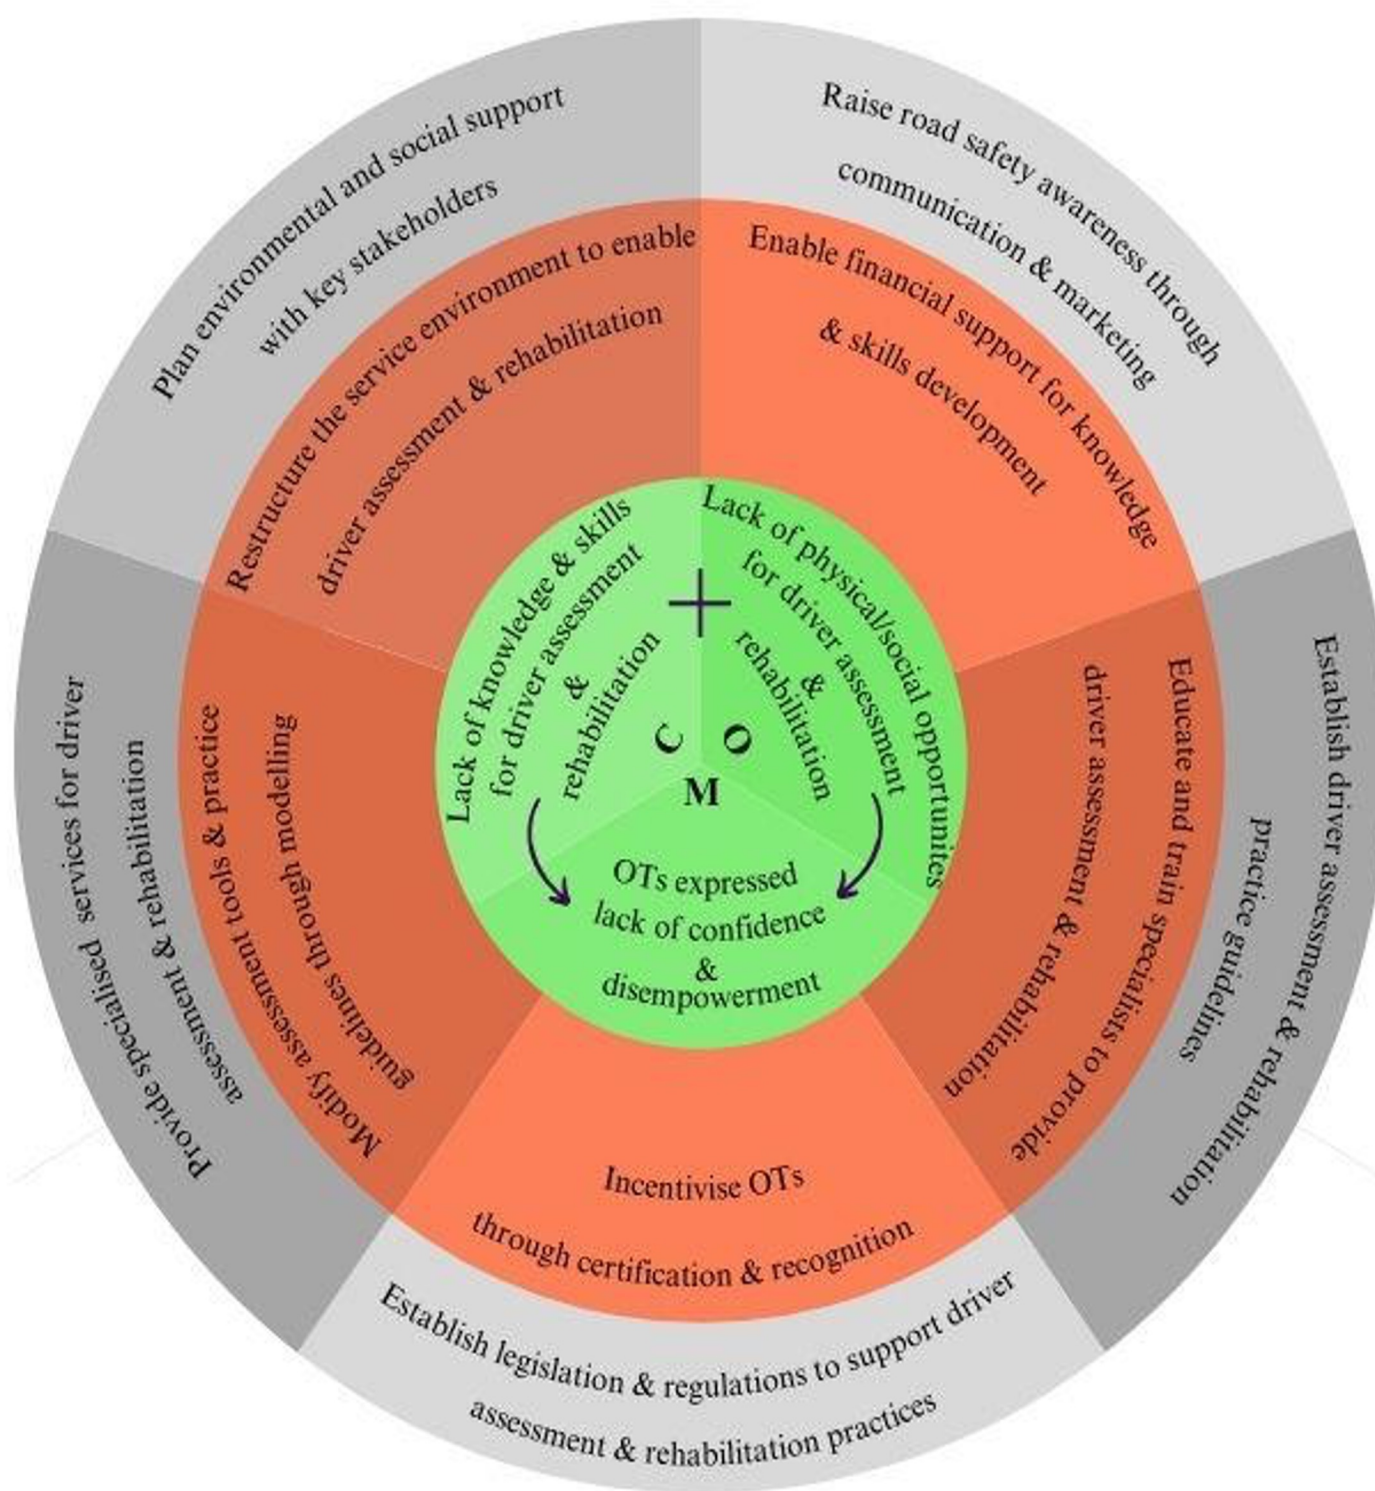 Plan environmental and social support
with key stakeholders
Raise road safety awareness through
communication & marketing
Establish driver assessment & rehabilitation
practice guidelines
Establish legislation & regulations to support driver
assessment & rehabilitation practices
Provide specialised services for driver
assessment & rehabilitation
Restructure the service environment to enable
driver assessment & rehabilitation
Enable financial support for knowledge
& skills development
Educate and train specialists to provide
driver assessment & rehabilitation
Incentivise OTs
through certification & recognition
Modify assessment tools & practice
guidelines through modelling
Lack of knowledge & skills
for driver assessment
&
rehabilitation
+
Lack of physical/social opportunites
for driver assessment
&
rehabilitation
C
O
M
OTs expressed
lack of confidence
&
disempowerment